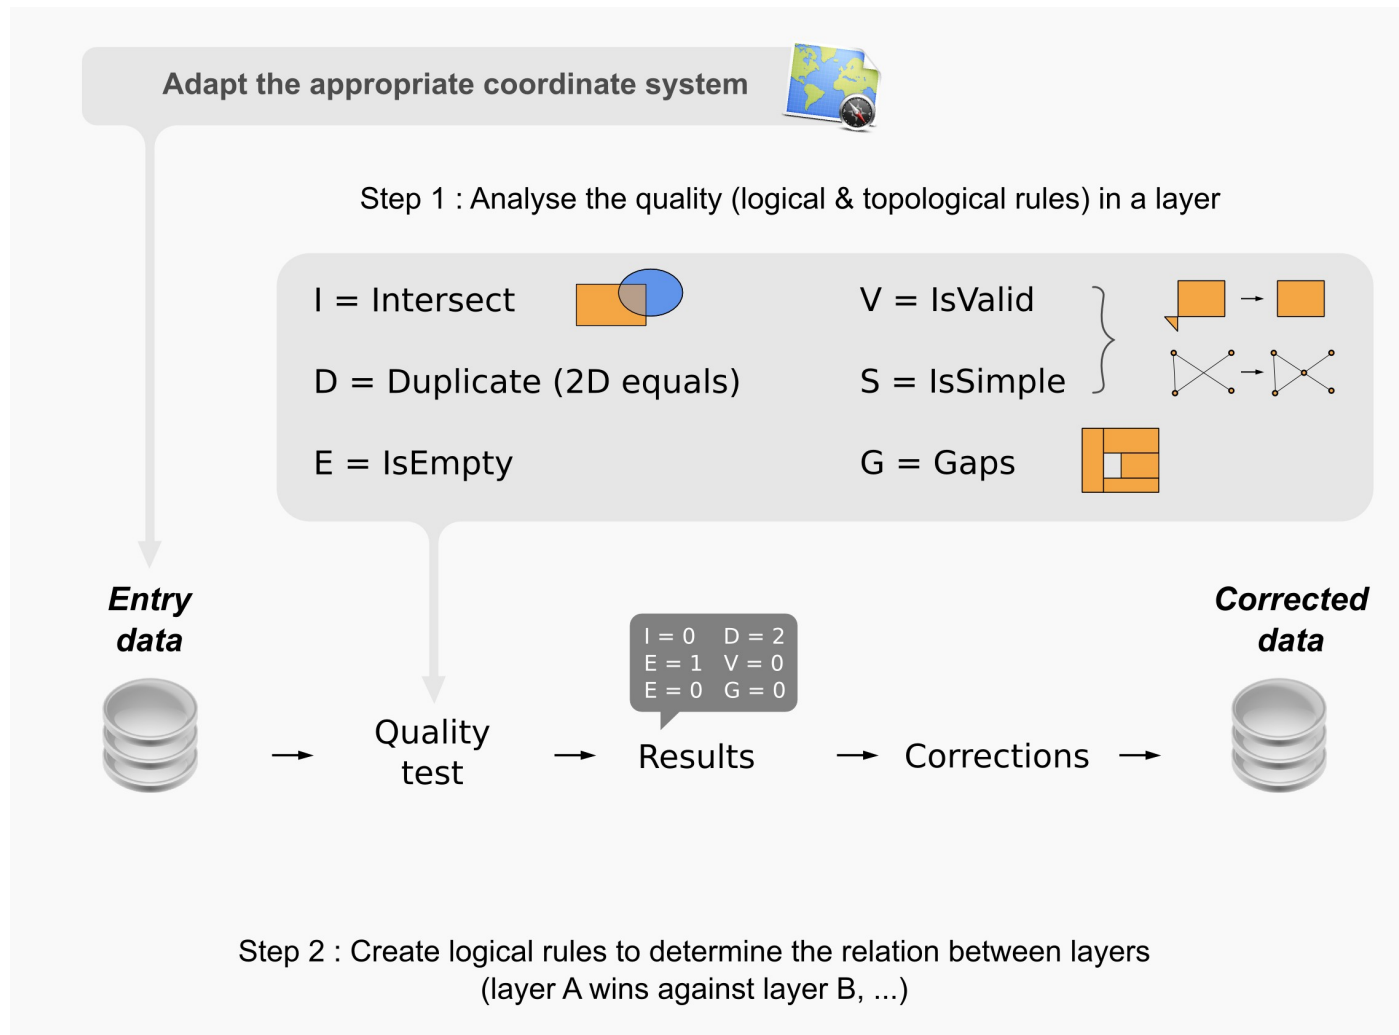 Adapt the appropriate coordinate system
Step 1 : Analyse the quality (logical & topological rules) in a layer
I = Intersect
V = IsValid
D = Duplicate (2D equals)
S = IsSimple
E = IsEmpty
G = Gaps
Entry
data
Corrected
data
I = 0 D = 2
E = 1 V = 0
E = 0 G = 0
Quality
test
Results
Corrections
Step 2 : Create logical rules to determine the relation between layers
(layer A wins against layer B, ...)